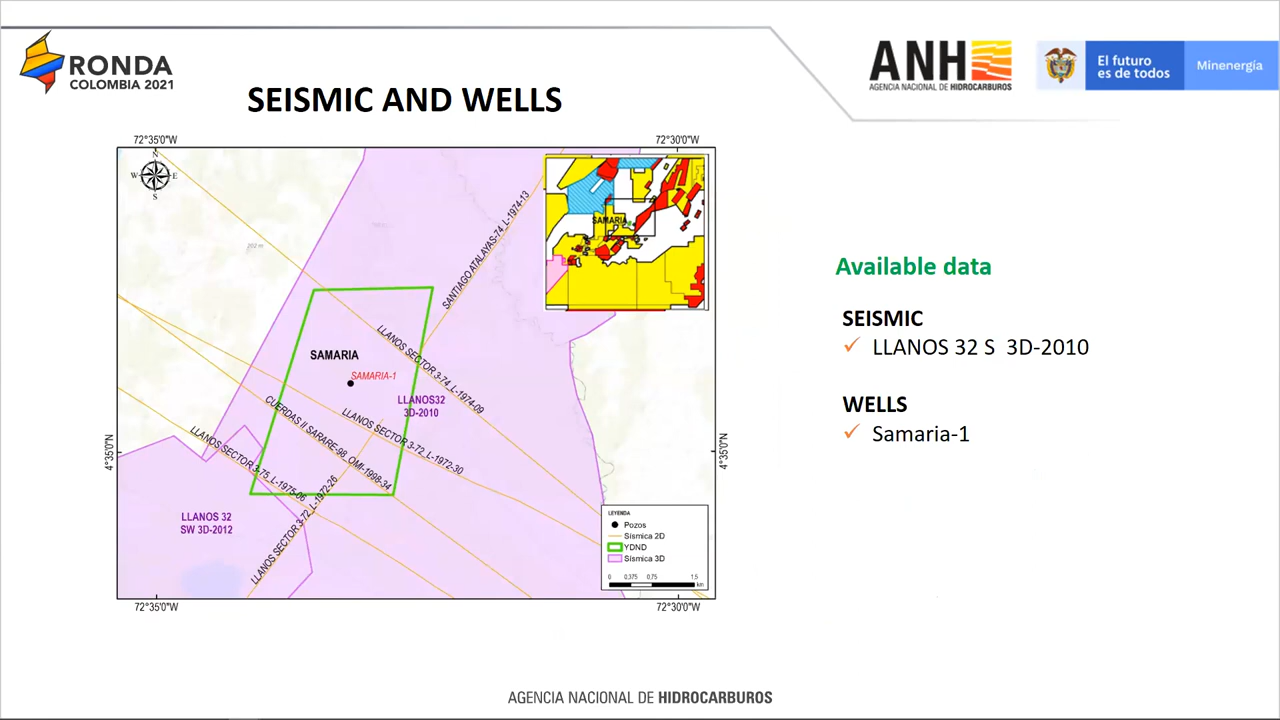 RONDA
COLOMBIA 2021
ANH
AGENCIA NACIONAL DE HIDROCARBUROS
El futuro
es de todos
Minenergía
SEISMIC AND WELLS
72°35'0"W
72°30'0"W
N
W
E
S
202 m
SANTIAGO ATALAYAS-74_L-1974-13
SAMARIA
SAMARIA
SAMARIA-1
LLANOS SECTOR 3-74_L-1974-09
LLANOS32
3D-2010
LLANOS SECTOR 3-72_L-1972-30
CUERDAS II SARARE-98_OMI-1998-34
LLANOS SECTOR 3-75_L-1975-06
LLANOS SECTOR 3-72_L-1972-26
LLANOS 32
SW 3D-2012
4°35'0"N
4°35'0"N
LEYENDA
Pozos
Sísmica 2D
YDND
Sísmica 3D
0 0,375 0,75 1,5
km
72°35'0"W
72°30'0"W
Available data
SEISMIC
✓ LLANOS 32 S 3D-2010
WELLS
✓ Samaria-1
AGENCIA NACIONAL DE HIDROCARBUROS